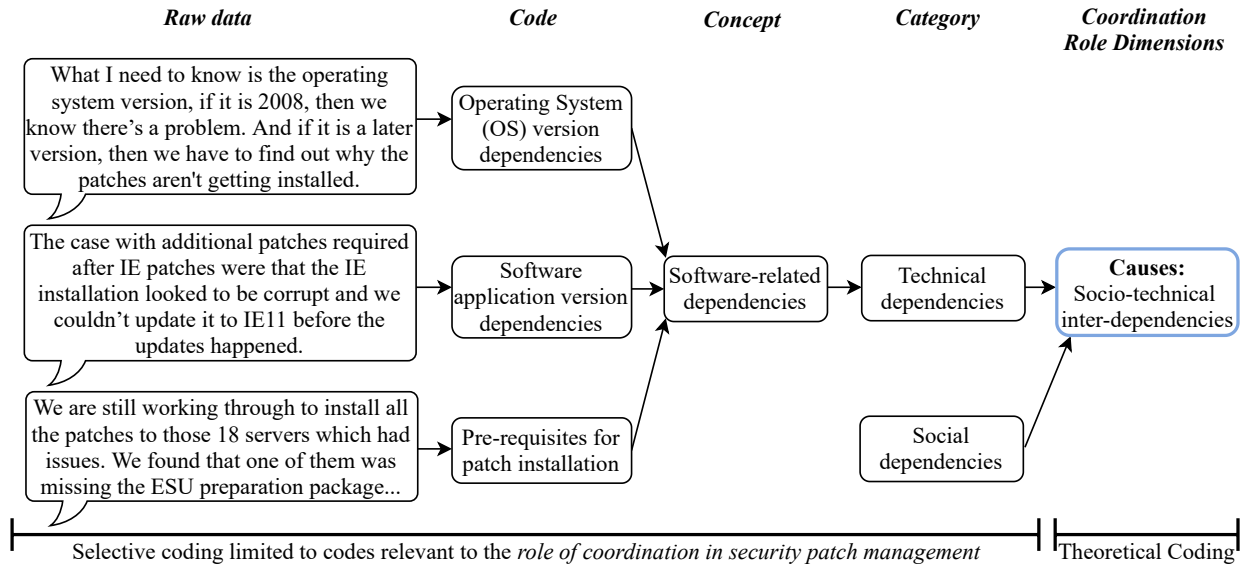 Raw data
Code
Concept
Category
Coordination
Role Dimensions
What I need to know is the operating
system version, if it is 2008, then we
know there's a problem. And if it is a later
version, then we have to find out why the
patches aren't getting installed.
Operating System
(OS) version
dependencies
The case with additional patches required
after IE patches were that the IE
installation looked to be corrupt and we
couldn't update it to IE11 before the
updates happened.
Software
application version
dependencies
Software-related
dependencies
Technical
dependencies
Causes:
Socio-technical
inter-dependencies
We are still working through to install all
the patches to those 18 servers which had
issues. We found that one of them was
missing the ESU preparation package...
Pre-requisites for
patch installation
Social
dependencies
Selective coding limited to codes relevant to the role of coordination in security patch management
Theoretical Coding